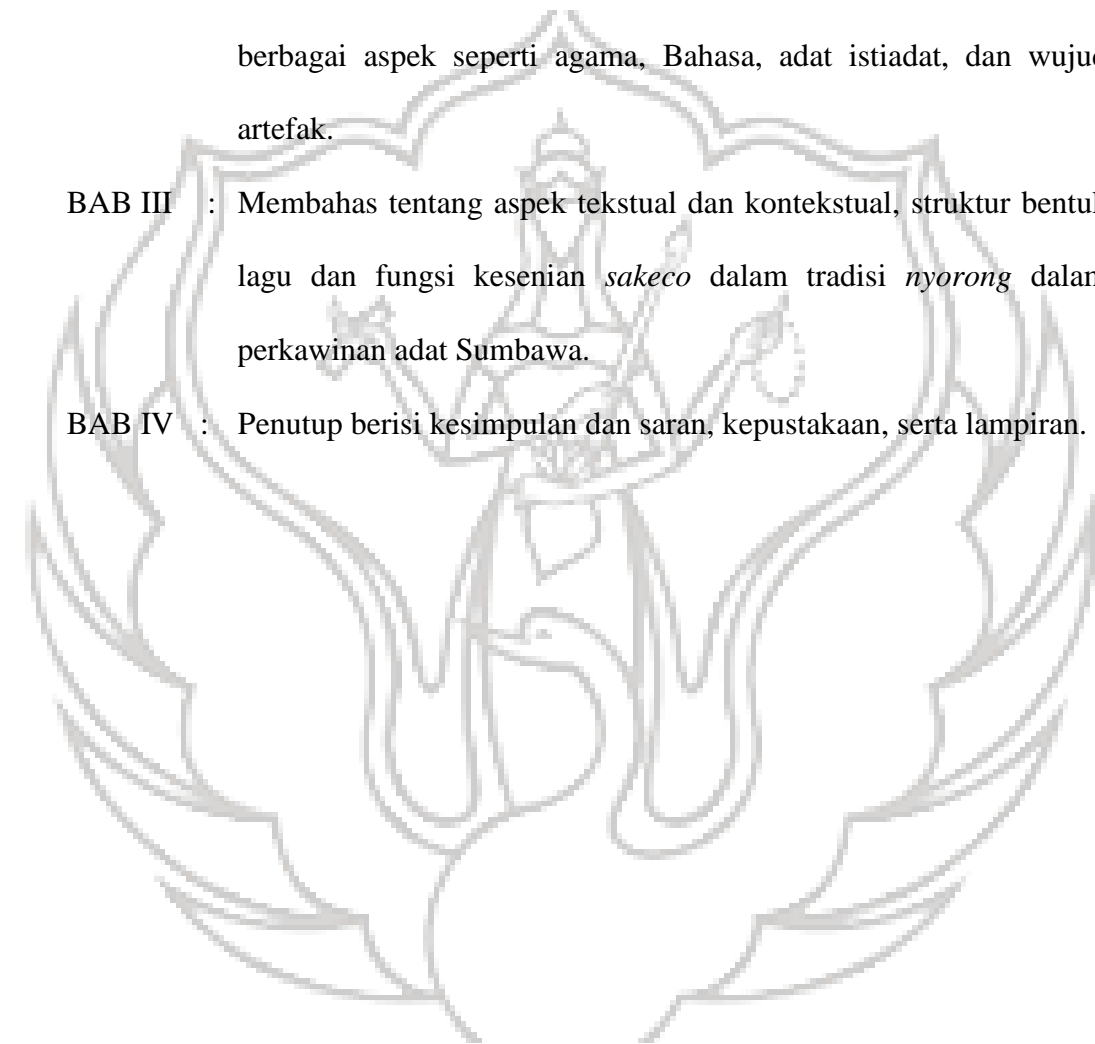 berbagai aspek seperti agama, Bahasa, adat istiadat, dan wujud
artefak.
BAB III : Membahas tentang aspek tekstual dan kontekstual, struktur bentuk
lagu dan fungsi kesenian sakeco dalam tradisi nyorong dalam
perkawinan adat Sumbawa.
BAB IV : Penutup berisi kesimpulan dan saran, kepustakaan, serta lampiran.